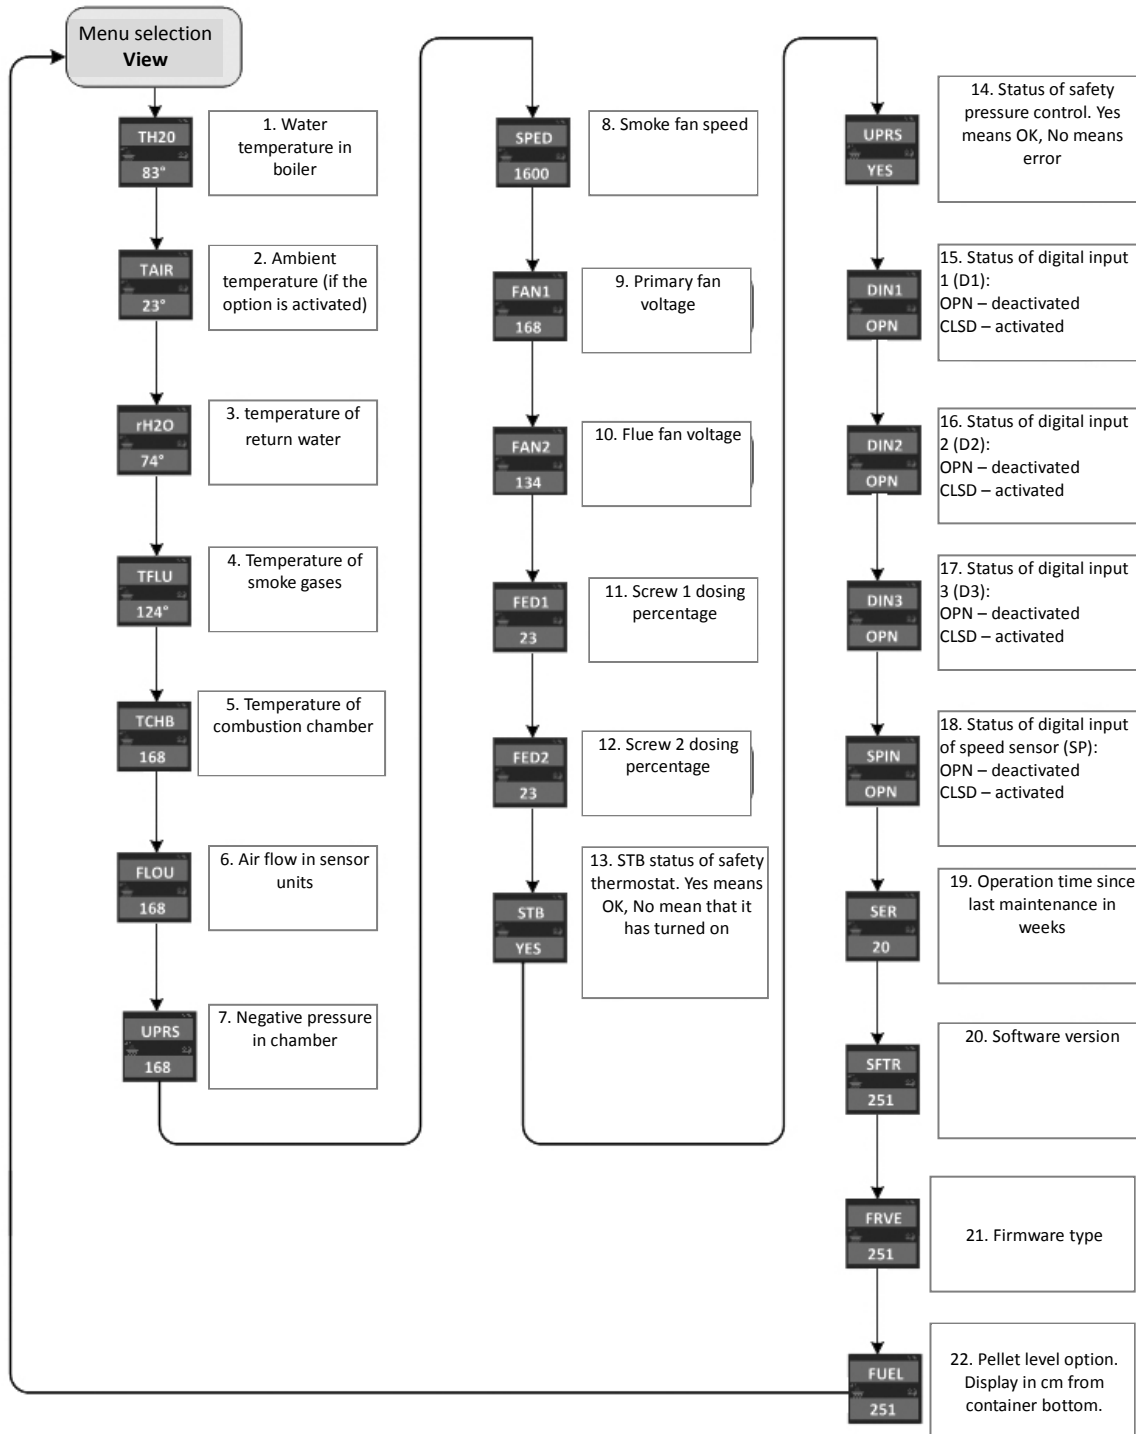 Menu selection
View
TH20
83°
1. Water
temperature in
boiler
TAIR
23°
2. Ambient
temperature (if the
option is activated)
rH2O
74°
3. temperature of
return water
TFLU
124°
4. Temperature of
smoke gases
TCHB
168
5. Temperature of
combustion chamber
FLOU
168
6. Air flow in sensor
units
UPRS
168
7. Negative pressure
in chamber
SPED
1600
8. Smoke fan speed
FAN1
168
9. Primary fan
voltage
FAN2
134
10. Flue fan voltage
FED1
23
11. Screw 1 dosing
percentage
FED2
23
12. Screw 2 dosing
percentage
STB
YES
13. STB status of safety
thermostat. Yes means
OK, No mean that it
has turned on
UPRS
YES
14. Status of safety
pressure control. Yes
means OK, No means
error
DIN1
OPN
15. Status of digital input
1 (D1):
OPN – deactivated
CLSD – activated
DIN2
OPN
16. Status of digital input
2 (D2):
OPN – deactivated
CLSD – activated
DIN3
OPN
17. Status of digital input
3 (D3):
OPN – deactivated
CLSD – activated
SPIN
OPN
18. Status of digital input
of speed sensor (SP):
OPN – deactivated
CLSD – activated
SER
20
19. Operation time since
last maintenance in
weeks
SFTR
251
20. Software version
FRVE
251
21. Firmware type
FUEL
251
22. Pellet level option.
Display in cm from
container bottom.